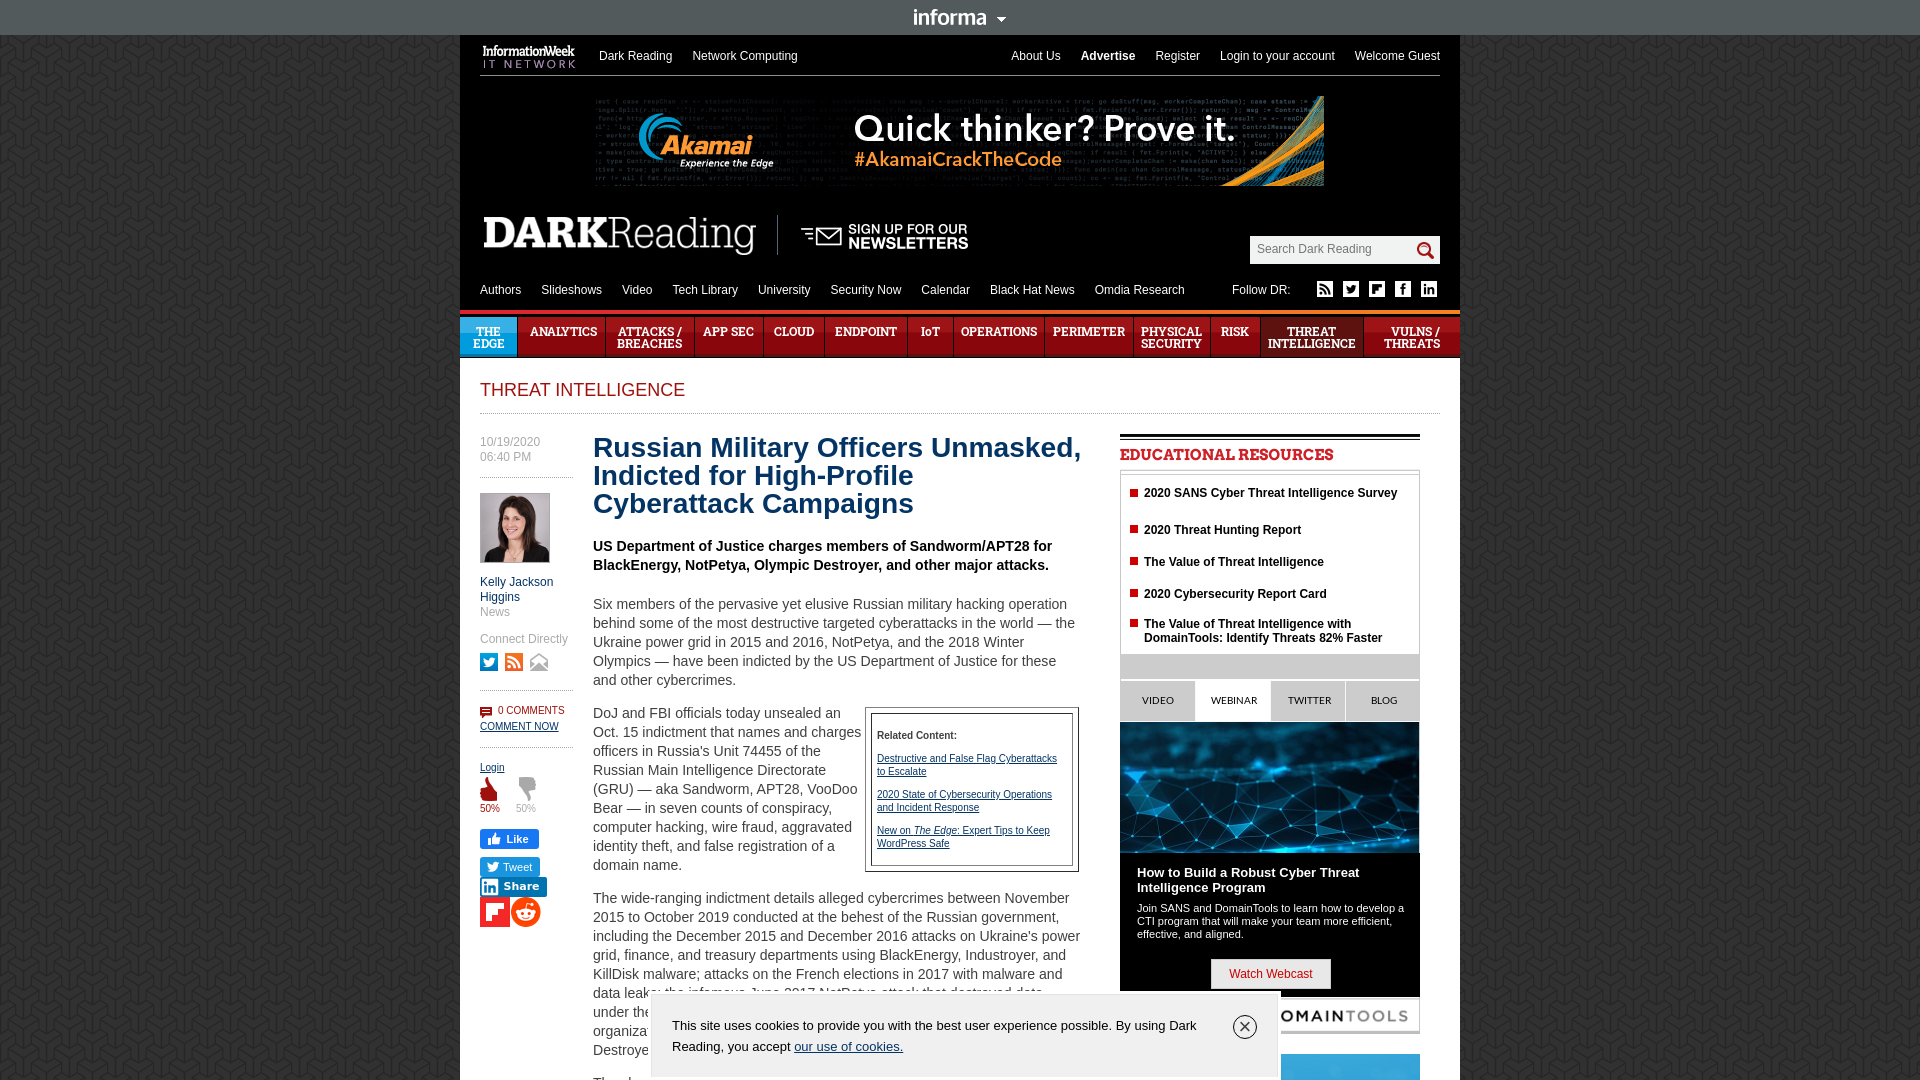 informa
InformationWeek
IT NETWORK
Dark Reading
Network Computing
About Us
Advertise
Register
Login to your account
Welcome Guest
Akamai
Experience the Edge
Quick thinker? Prove it.
#AkamaiCrackTheCode
DARKReading
SIGN UP FOR OUR
NEWSLETTERS
Search Dark Reading
Authors
Slideshows
Video
Tech Library
University
Security Now
Calendar
Black Hat News
Omdia Research
Follow DR:
THE
EDGE
ANALYTICS
ATTACKS /
BREACHES
APP SEC
CLOUD
ENDPOINT
IoT
OPERATIONS
PERIMETER
PHYSICAL
SECURITY
RISK
THREAT
INTELLIGENCE
VULNS /
THREATS
THREAT INTELLIGENCE
10/19/2020
06:40 PM
Kelly Jackson
Higgins
News
Connect Directly
0 COMMENTS
COMMENT NOW
Login
50%
50%
Like
Tweet
Share
Russian Military Officers Unmasked,
Indicted for High-Profile
Cyberattack Campaigns
US Department of Justice charges members of Sandworm/APT28 for
BlackEnergy, NotPetya, Olympic Destroyer, and other major attacks.
Six members of the pervasive yet elusive Russian military hacking operation
behind some of the most destructive targeted cyberattacks in the world — the
Ukraine power grid in 2015 and 2016, NotPetya, and the 2018 Winter
Olympics — have been indicted by the US Department of Justice for these
and other cybercrimes.
DoJ and FBI officials today unsealed an
Oct. 15 indictment that names and charges
officers in Russia's Unit 74455 of the
Russian Main Intelligence Directorate
(GRU) — aka Sandworm, APT28, VooDoo
Bear — in seven counts of conspiracy,
computer hacking, wire fraud, aggravated
identity theft, and false registration of a
domain name.
Related Content:
Destructive and False Flag Cyberattacks
to Escalate
2020 State of Cybersecurity Operations
and Incident Response
New on The Edge: Expert Tips to Keep
WordPress Safe
The wide-ranging indictment details alleged cybercrimes between November
2015 to October 2019 conducted at the behest of the Russian government,
including the December 2015 and December 2016 attacks on Ukraine's power
grid, finance, and treasury departments using BlackEnergy, Industroyer, and
KillDisk malware; attacks on the French elections in 2017 with malware and
data leaks; the infamous June 2017 NotPetya attack that destroyed data
under the
organiza
Destroye
EDUCATIONAL RESOURCES
2020 SANS Cyber Threat Intelligence Survey
2020 Threat Hunting Report
The Value of Threat Intelligence
2020 Cybersecurity Report Card
The Value of Threat Intelligence with
DomainTools: Identify Threats 82% Faster
VIDEO
WEBINAR
TWITTER
BLOG
How to Build a Robust Cyber Threat
Intelligence Program
Join SANS and DomainTools to learn how to develop a
CTI program that will make your team more efficient,
effective, and aligned.
Watch Webcast
OMAINTOOLS
This site uses cookies to provide you with the best user experience possible. By using Dark
Reading, you accept our use of cookies.